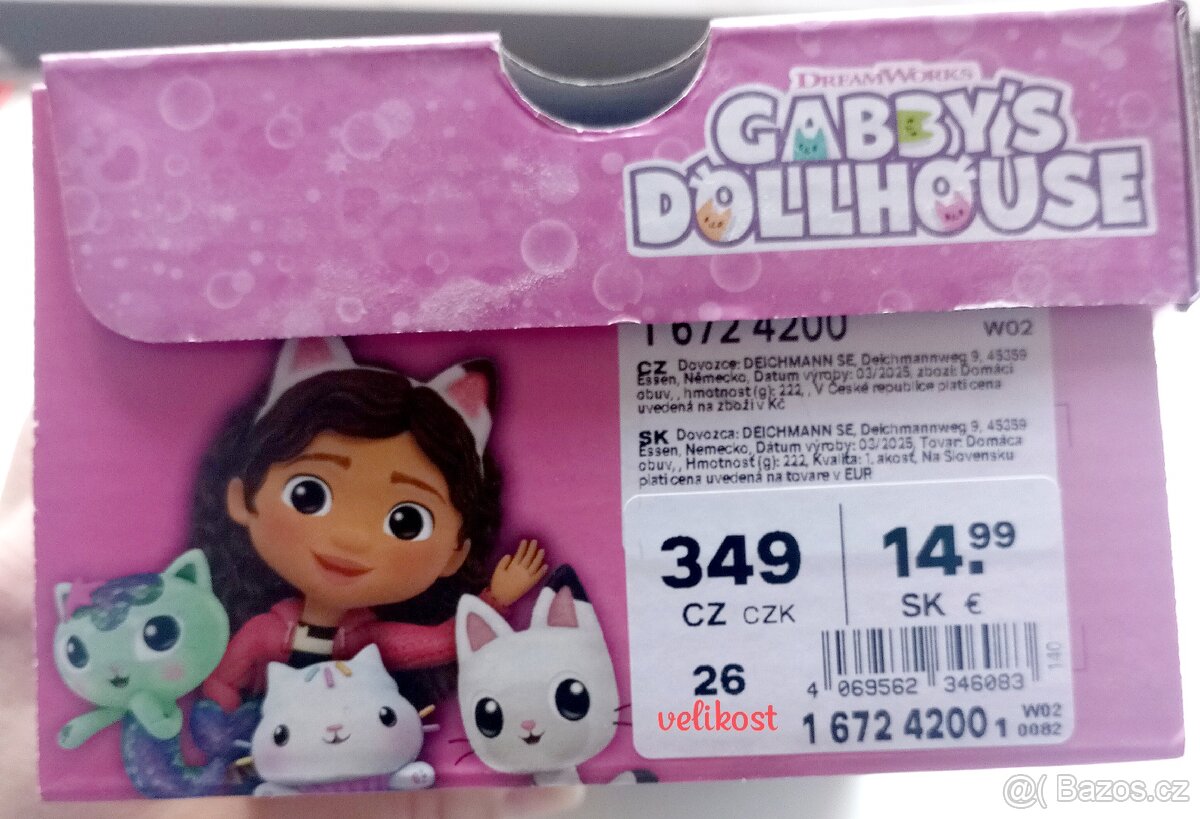 DREAMWORKS
GABBY'S
DOLLHOUSE
1 672 4200 W02
CZ Dovozce: DEICHMANN SE, Deichmannweg 9, 45359
Essen, Německo, Datum výroby: 03/2025, zboží: Domácí
obuv, , hmotnost (g): 222, , V České republice platí cena
uvedená na zboží v Kč
SK Dovozca: DEICHMANN SE, Deichmannweg 9, 45359
Essen, Nemecko, Dátum výroby: 03/2025, Tovar: Domáca
obuv, , Hmotnosť (g): 222, Kvalita: 1. akosť, Na Slovensku
platí cena uvedená na tovare v EUR
349
CZ CZK
14.99
SK €
26
velikost
140
4 069562 346083
1 672 4200 1 W02
0082
@( Bazos.cz